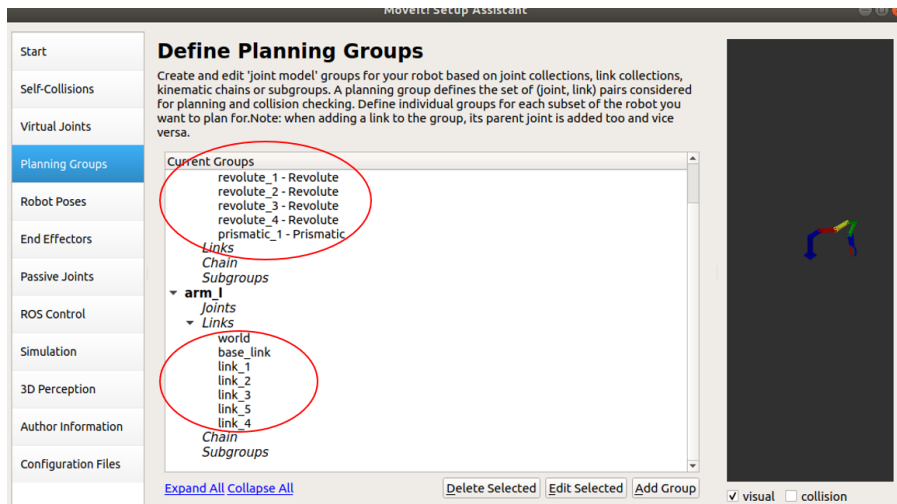 MoveIt! Setup Assistant
Start
Self-Collisions
Virtual Joints
Planning Groups
Robot Poses
End Effectors
Passive Joints
ROS Control
Simulation
3D Perception
Author Information
Configuration Files
Define Planning Groups
Create and edit 'joint model' groups for your robot based on joint collections, link collections,
kinematic chains or subgroups. A planning group defines the set of (joint, link) pairs considered
for planning and collision checking. Define individual groups for each subset of the robot you
want to plan for.Note: when adding a link to the group, its parent joint is added too and vice
versa.
Current Groups
revolute_1 - Revolute
revolute_2 - Revolute
revolute_3 - Revolute
revolute_4 - Revolute
prismatic_1 - Prismatic
Links
Chain
Subgroups
arm_l
Joints
Links
world
base_link
link_1
link_2
link_3
link_5
link_4
Chain
Subgroups
Expand All Collapse All
Delete Selected
Edit Selected
Add Group
visual
collision